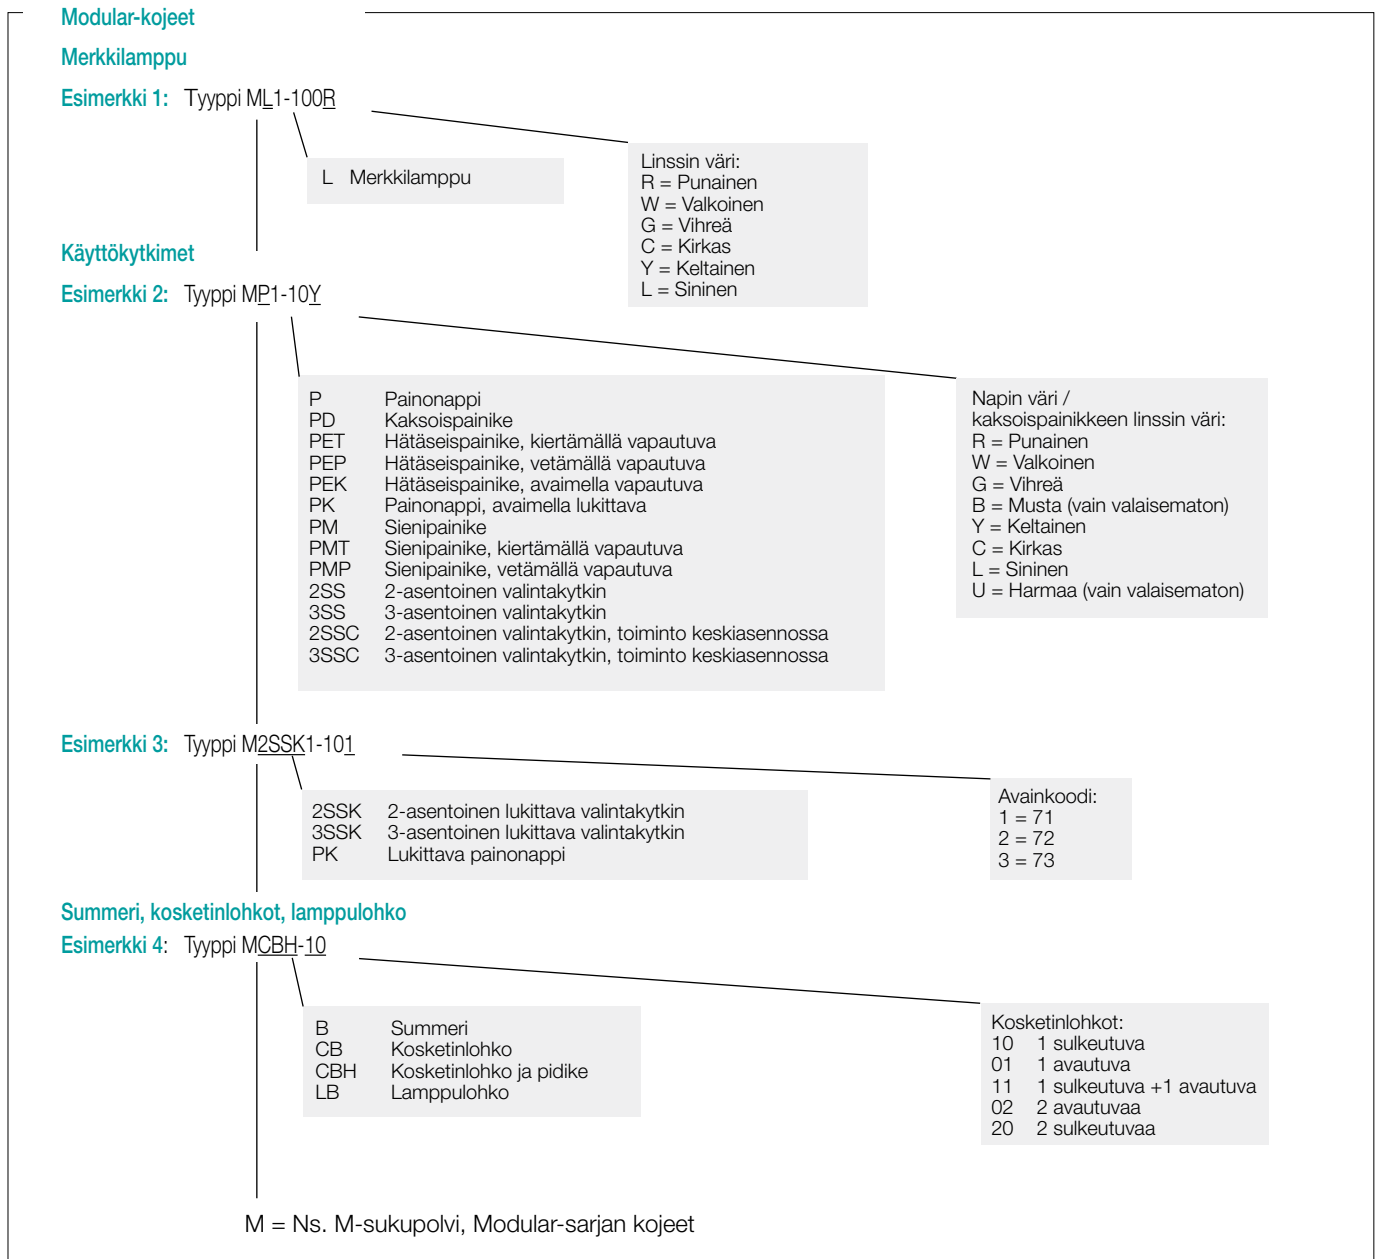 Modular-kojeet
Merkkilamppu
Esimerkki 1: Tyyppi ML1-100R
L Merkkilamppu
Linssin väri:
R = Punainen
W = Valkoinen
G = Vihreä
C = Kirkas
Y = Keltainen
L = Sininen
Käyttökytkimet
Esimerkki 2: Tyyppi MP1-10Y
P Painonappi
PD Kaksoispainike
PET Hätäseispainike, kiertämällä vapautuva
PEP Hätäseispainike, vetämällä vapautuva
PEK Hätäseispainike, avaimella vapautuva
PK Painonappi, avaimella lukittava
PM Sienipainike
PMT Sienipainike, kiertämällä vapautuva
PMP Sienipainike, vetämällä vapautuva
2SS 2-asentoinen valintakytkin
3SS 3-asentoinen valintakytkin
2SSC 2-asentoinen valintakytkin, toiminto keskiasennossa
3SSC 3-asentoinen valintakytkin, toiminto keskiasennossa
Napin väri /
kaksoispainikkeen linssin väri:
R = Punainen
W = Valkoinen
G = Vihreä
B = Musta (vain valaisematon)
Y = Keltainen
C = Kirkas
L = Sininen
U = Harmaa (vain valaisematon)
Esimerkki 3: Tyyppi M2SSK1-101
2SSK 2-asentoinen lukittava valintakytkin
3SSK 3-asentoinen lukittava valintakytkin
PK Lukittava painonappi
Avainkoodi:
1 = 71
2 = 72
3 = 73
Summeri, kosketinlohkot, lamppulohko
Esimerkki 4: Tyyppi MCBH-10
B Summeri
CB Kosketinlohko
CBH Kosketinlohko ja pidike
LB Lamppulohko
Kosketinlohkot:
10 1 sulkeutuva
01 1 avautuva
11 1 sulkeutuva +1 avautuva
02 2 avautuvaa
20 2 sulkeutuvaa
M = Ns. M-sukupolvi, Modular-sarjan kojeet